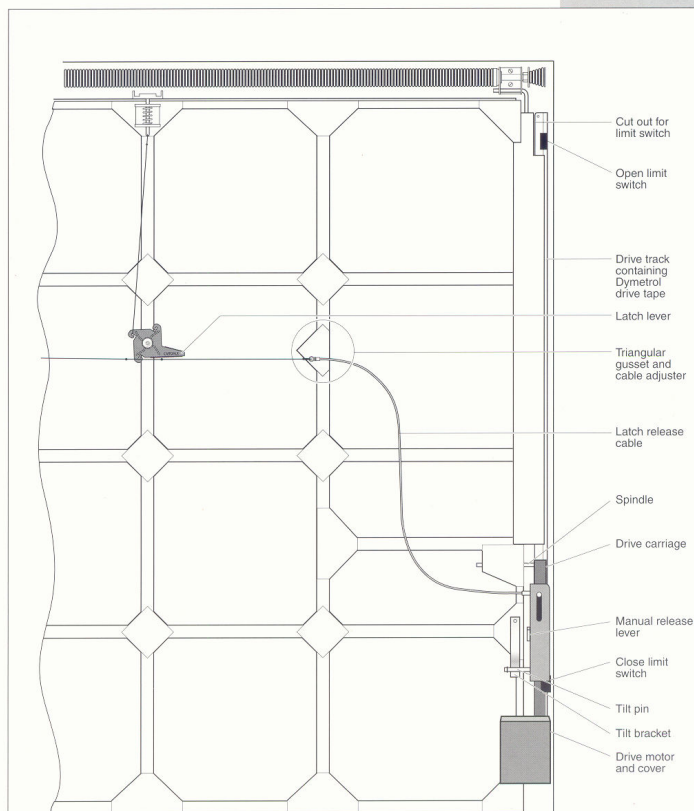 Cut out for
limit switch
Open limit
switch
Drive track
containing
Dymetrol
drive tape
Latch lever
Triangular
gusset and
cable adjuster
Latch release
cable
Spindle
Drive carriage
Manual release
lever
Close limit
switch
Tilt pin
Tilt bracket
Drive motor
and cover